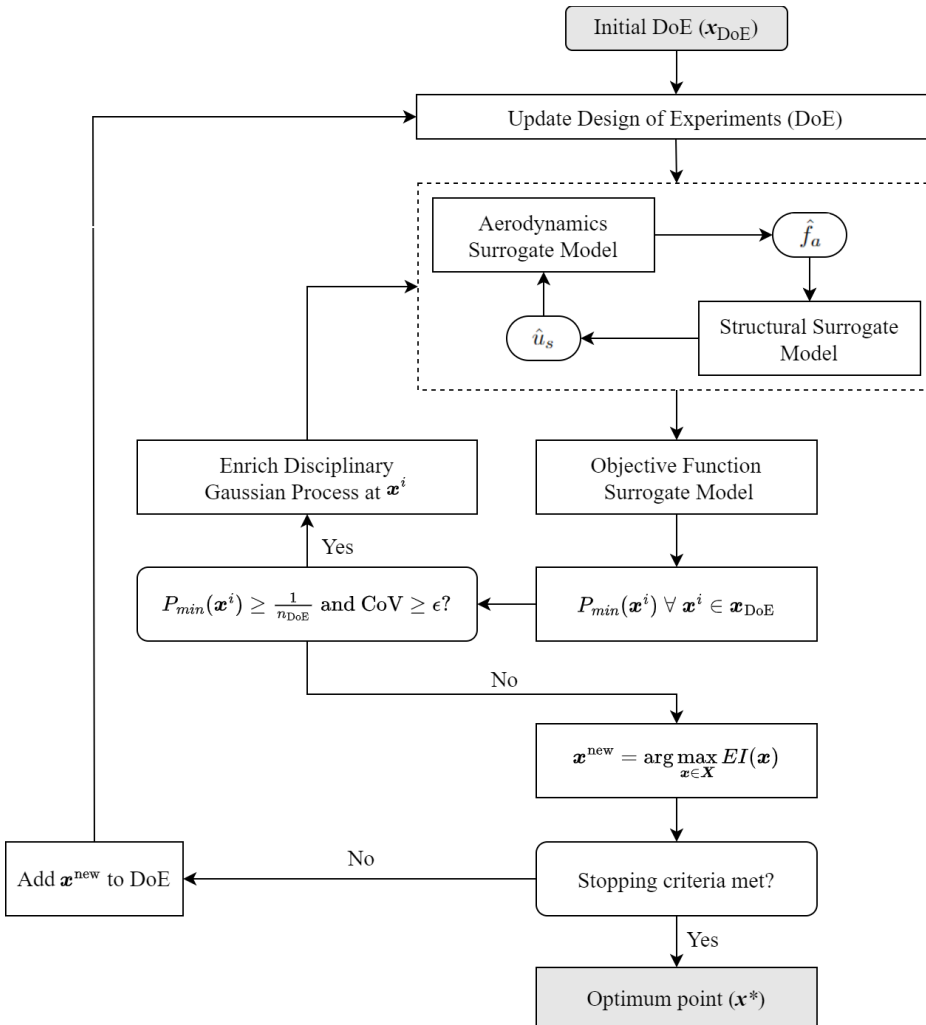 Initial DoE (𝒙_DoE)
Update Design of Experiments (DoE)
Aerodynamics
Surrogate Model
f̂_a
Structural Surrogate
Model
û_s
Enrich Disciplinary
Gaussian Process at 𝒙^i
Objective Function
Surrogate Model
Yes
P_min(𝒙^i) ≥ 1/n_DoE and CoV ≥ ϵ?
P_min(𝒙^i) ∀ 𝒙^i ∈ 𝒙_DoE
No
𝒙^new = arg max_{𝒙∈𝑿} EI(𝒙)
No
Add 𝒙^new to DoE
Stopping criteria met?
Yes
Optimum point (𝒙*)